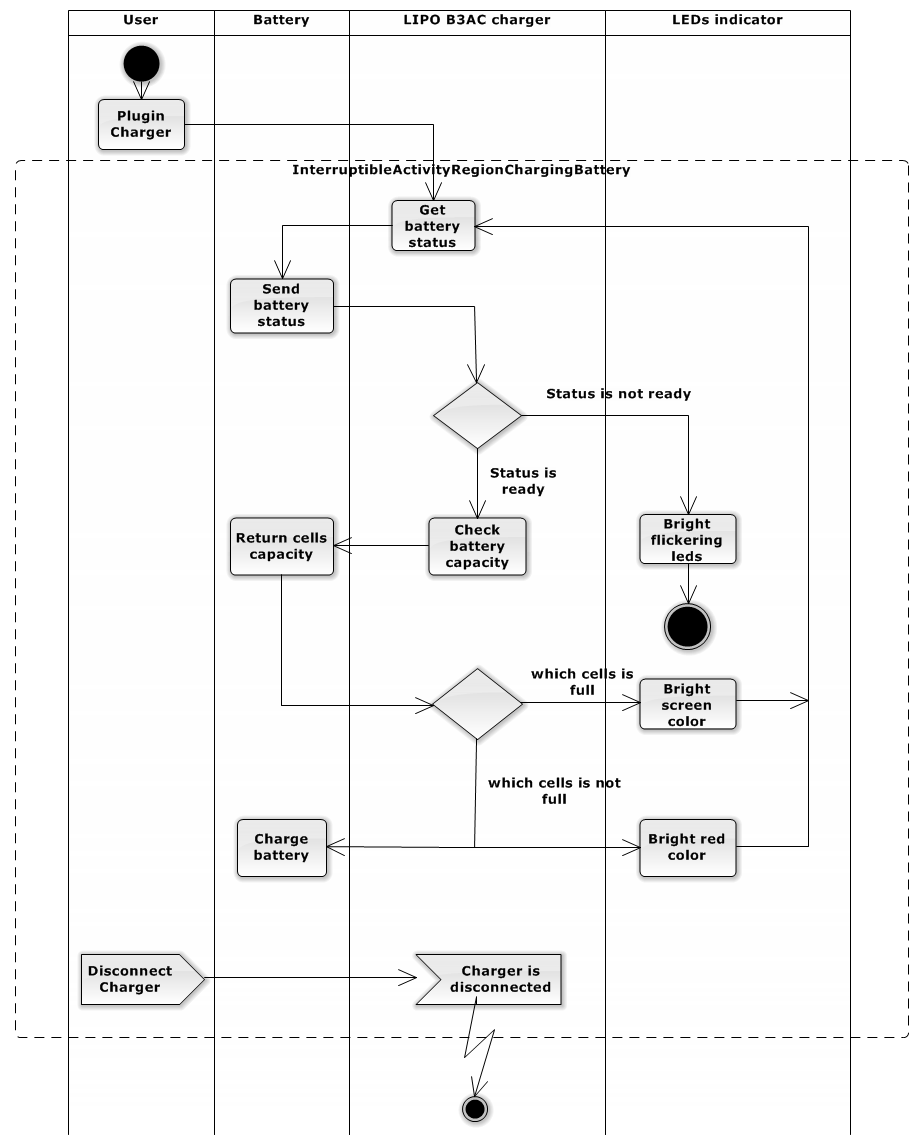 User Battery LIPO B3AC charger LEDs indicator
Plugin
Charger
InterruptibleActivityRegionChargingBattery
Get
battery
status
Send
battery
status
Status is not ready
Status is
ready
Return cells
capacity
Check
battery
capacity
Bright
flickering
leds
which cells is
full
Bright
screen
color
which cells is not
full
Charge
battery
Bright red
color
Disconnect
Charger
Charger is
disconnected